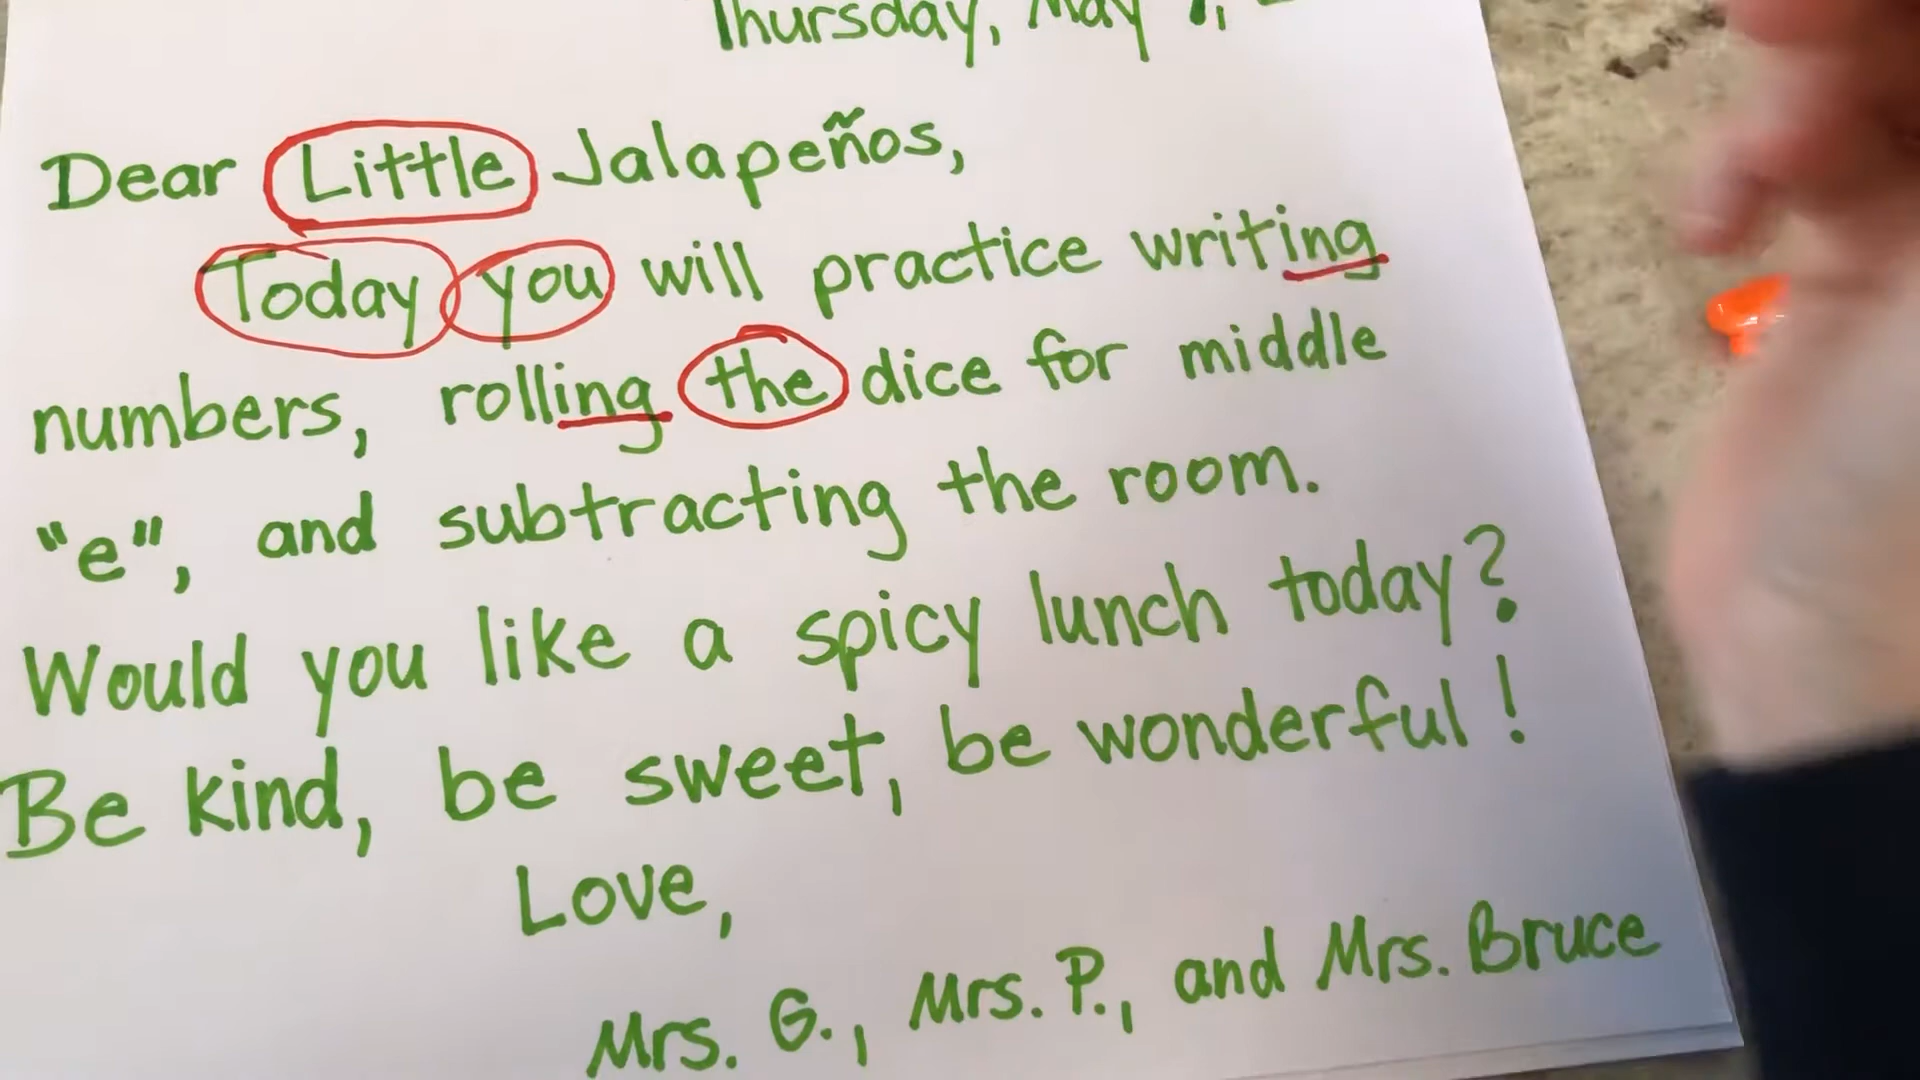 Thursday, May 7,
Dear Little Jalapeños,
Today you will practice writing
numbers, rolling the dice for middle
"e", and subtracting the room.
Would you like a spicy lunch today?
Be kind, be sweet, be wonderful!
Love,
Mrs. G., Mrs. P., and Mrs. Bruce